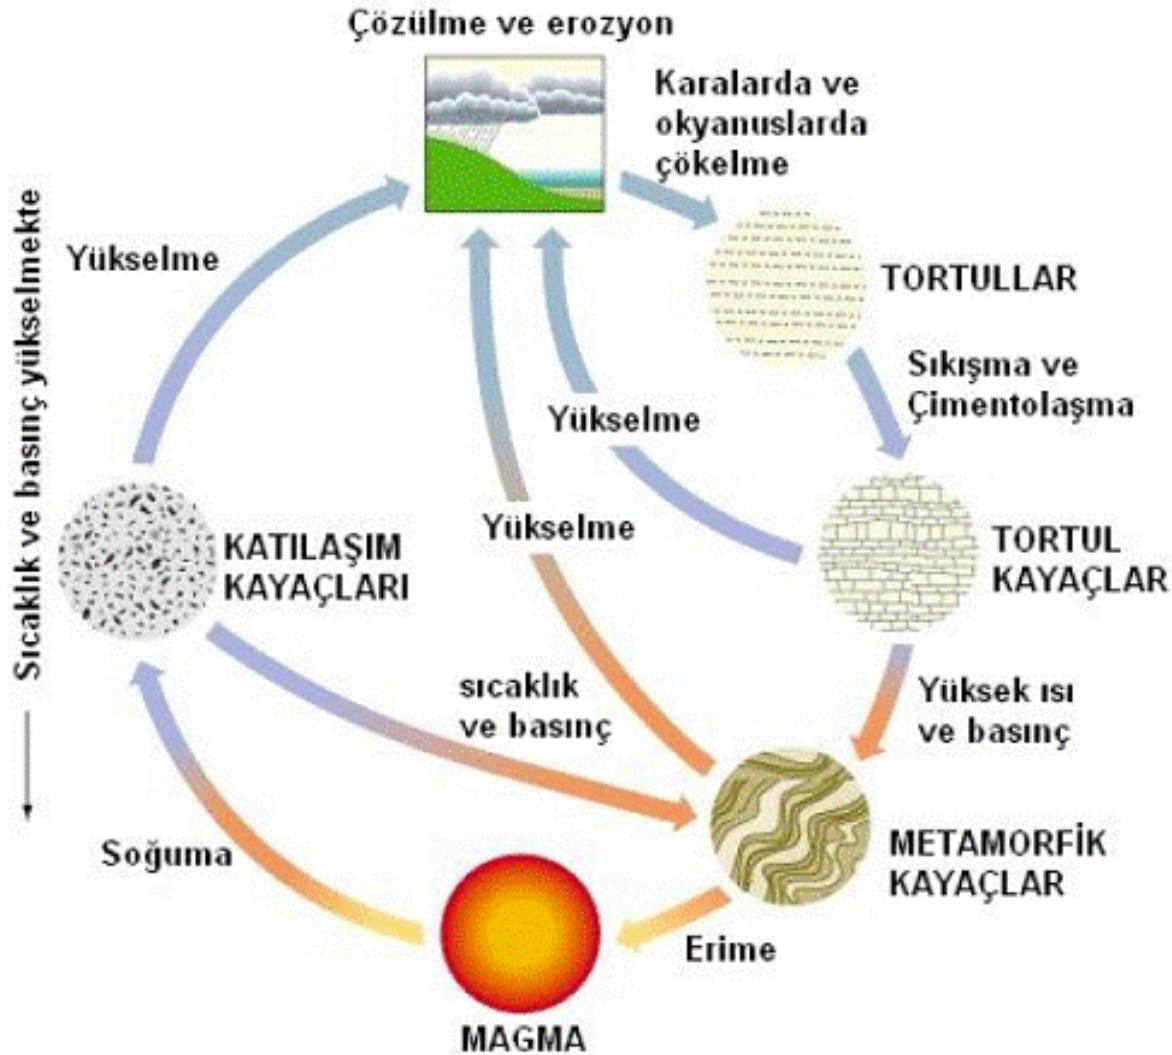 Çözülme ve erozyon
Karalarda ve
okyanuslarda
çökelme
Sıcaklık ve basınç yükselmekte
Yükselme
TORTULLAR
Sıkışma ve
Çimentolaşma
Yükselme
Yükselme
KATILAŞIM
KAYAÇLARI
TORTUL
KAYAÇLAR
sıcaklık
ve basınç
Yüksek ısı
ve basınç
Soğuma
METAMORFİK
KAYAÇLAR
Erime
MAGMA